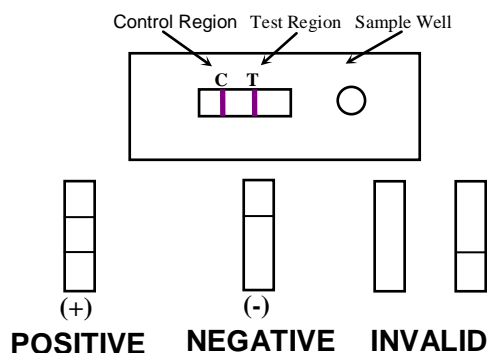 Control Region Test Region Sample Well
C T
(+) (-)
POSITIVE NEGATIVE INVALID